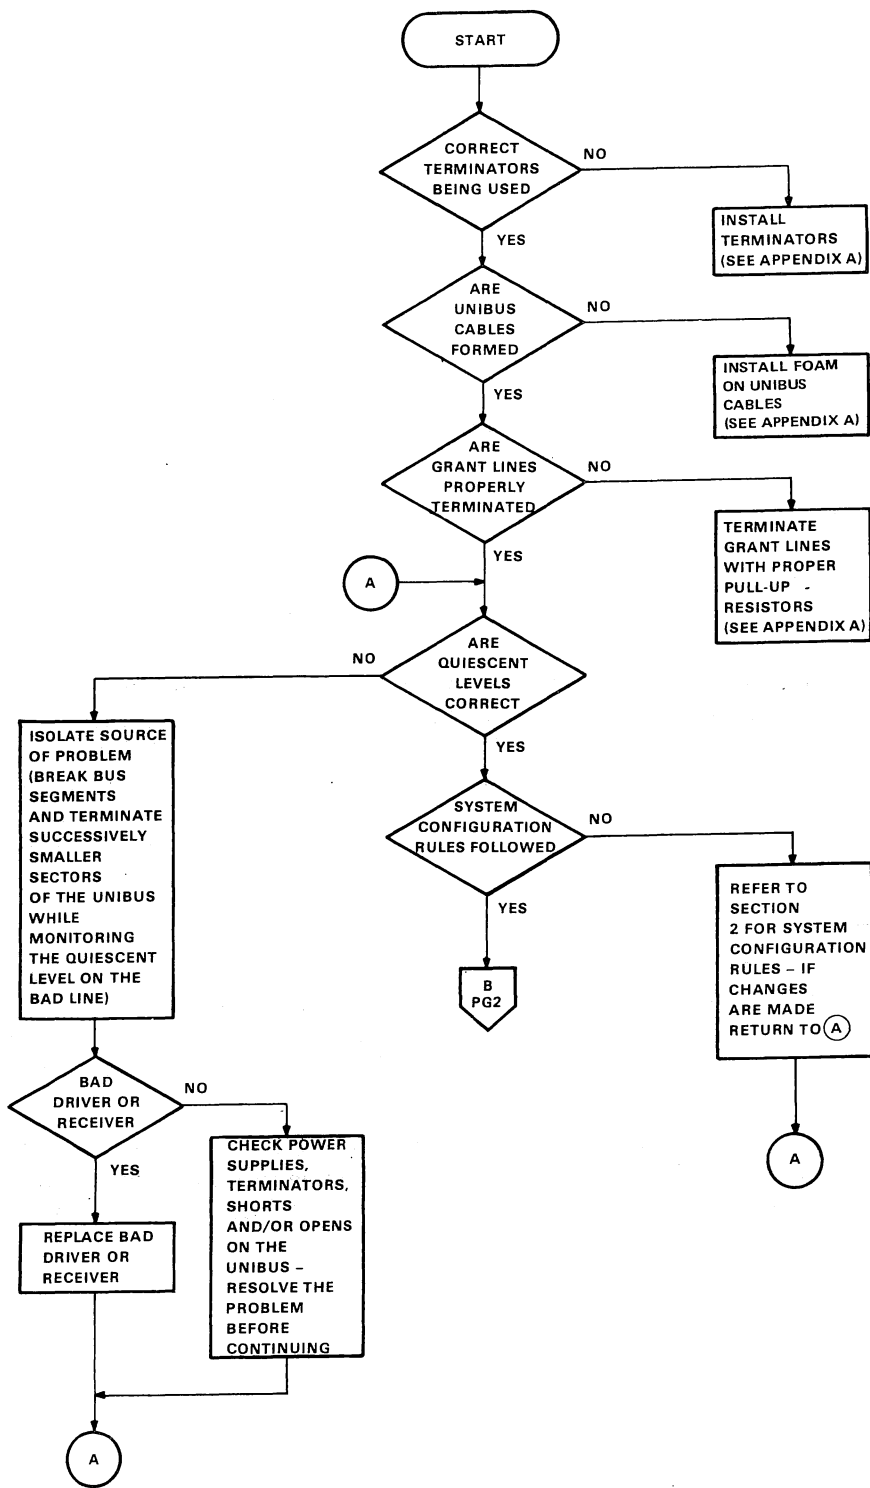 START
CORRECT
TERMINATORS
BEING USED
NO
INSTALL
TERMINATORS
(SEE APPENDIX A)
YES
ARE
UNIBUS
CABLES
FORMED
NO
INSTALL FOAM
ON UNIBUS
CABLES
(SEE APPENDIX A)
YES
ARE
GRANT LINES
PROPERLY
TERMINATED
NO
TERMINATE
GRANT LINES
WITH PROPER
PULL-UP -
RESISTORS
(SEE APPENDIX A)
YES
A
ARE
QUIESCENT
LEVELS
CORRECT
NO
ISOLATE SOURCE
OF PROBLEM
(BREAK BUS
SEGMENTS
AND TERMINATE
SUCCESSIVELY
SMALLER
SECTORS
OF THE UNIBUS
WHILE
MONITORING
THE QUIESCENT
LEVEL ON THE
BAD LINE)
YES
SYSTEM
CONFIGURATION
RULES FOLLOWED
NO
REFER TO
SECTION
2 FOR SYSTEM
CONFIGURATION
RULES – IF
CHANGES
ARE MADE
RETURN TO A
A
YES
B
PG2
BAD
DRIVER OR
RECEIVER
NO
CHECK POWER
SUPPLIES,
TERMINATORS,
SHORTS
AND/OR OPENS
ON THE
UNIBUS –
RESOLVE THE
PROBLEM
BEFORE
CONTINUING
YES
REPLACE BAD
DRIVER OR
RECEIVER
A